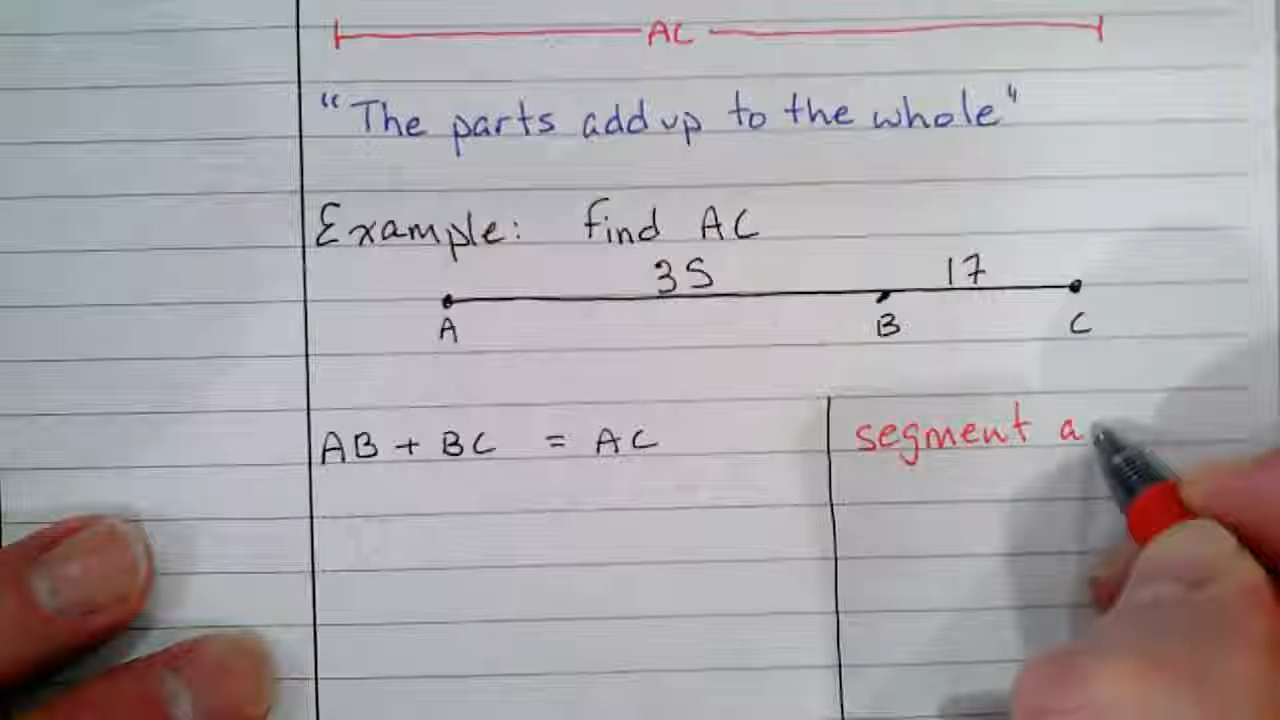 AC
"The parts add up to the whole"
Example: find AC
35 17
A B C
AB + BC = AC
segment a